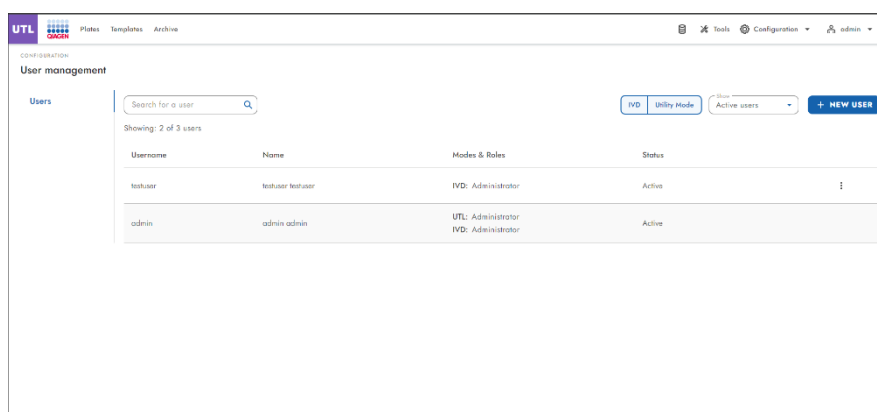 UTL QIAGEN Plates Templates Archive Tools Configuration admin
CONFIGURATION
User management
Users
Search for a user
IVD Utility Mode
Show
Active users
+ NEW USER
Showing: 2 of 3 users
Username Name Modes & Roles Status
testuser testuser testuser IVD: Administrator Active
admin admin admin UTL: Administrator Active
IVD: Administrator